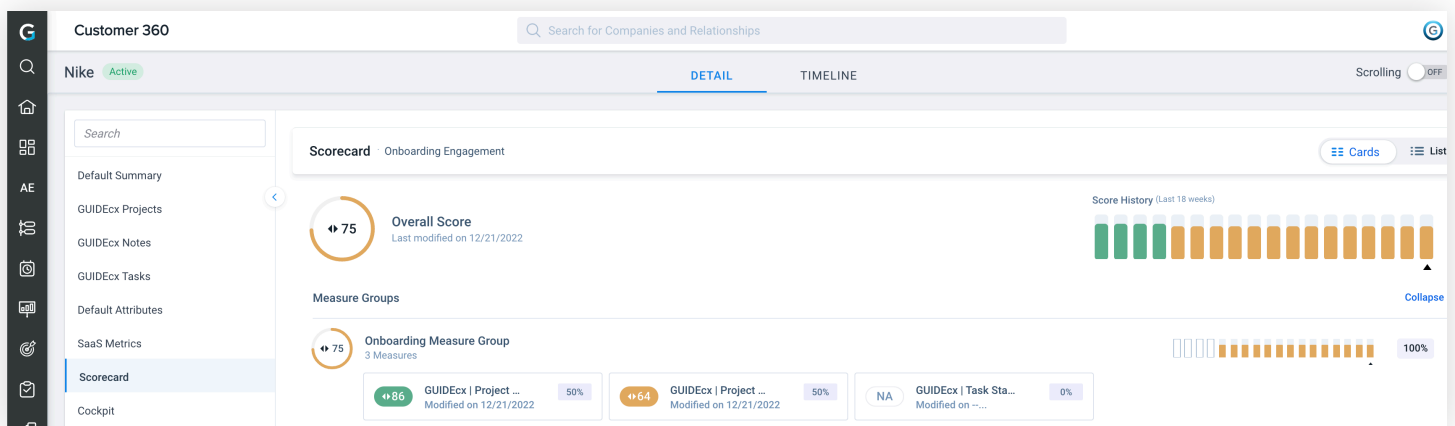 G
Customer 360
Search for Companies and Relationships
G
Nike
Active
DETAIL
TIMELINE
Scrolling
OFF
Search
Scorecard
Onboarding Engagement
Cards
List
Default Summary
AE
GUIDEcx Projects
GUIDEcx Notes
GUIDEcx Tasks
Default Attributes
SaaS Metrics
Scorecard
Cockpit
75
Overall Score
Last modified on 12/21/2022
Score History (Last 18 weeks)
Measure Groups
Collapse
75
Onboarding Measure Group
3 Measures
100%
86
GUIDEcx | Project ...
Modified on 12/21/2022
50%
64
GUIDEcx | Project ...
Modified on 12/21/2022
50%
NA
GUIDEcx | Task Sta...
Modified on --...
0%